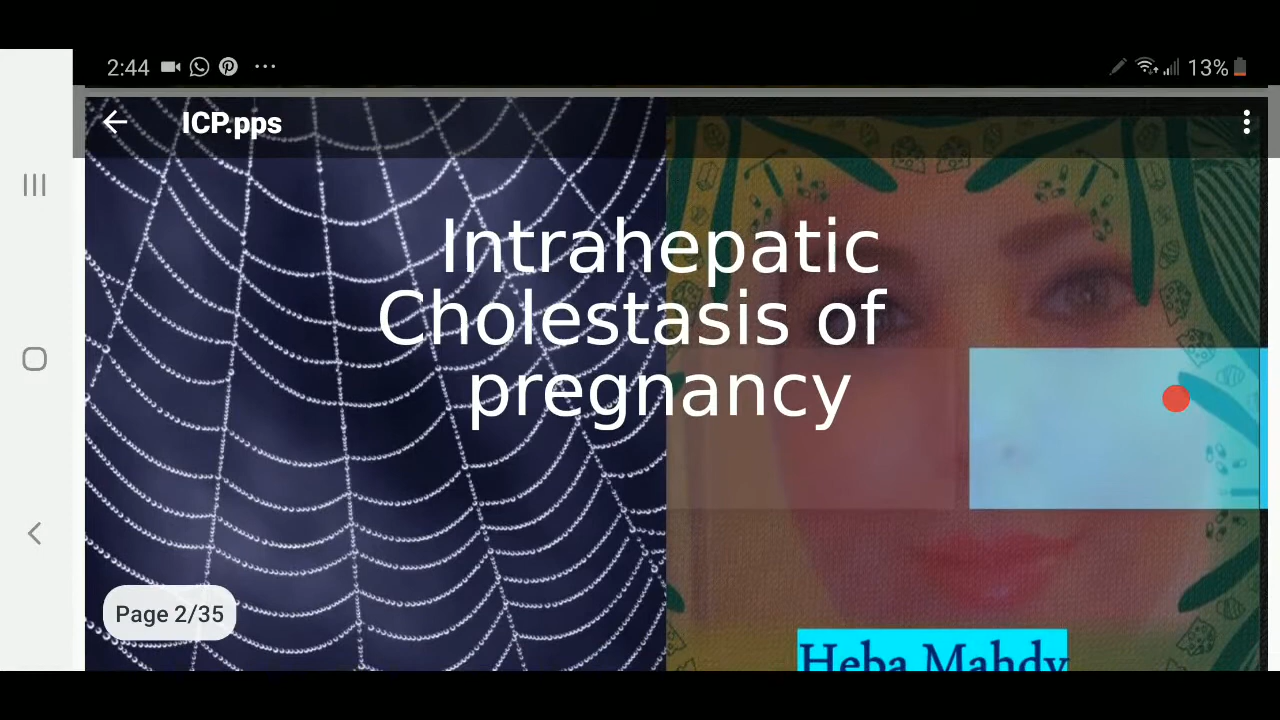 2:44
13%
ICP.pps
Intrahepatic
Cholestasis of
pregnancy
Page 2/35
Heba Mahdy